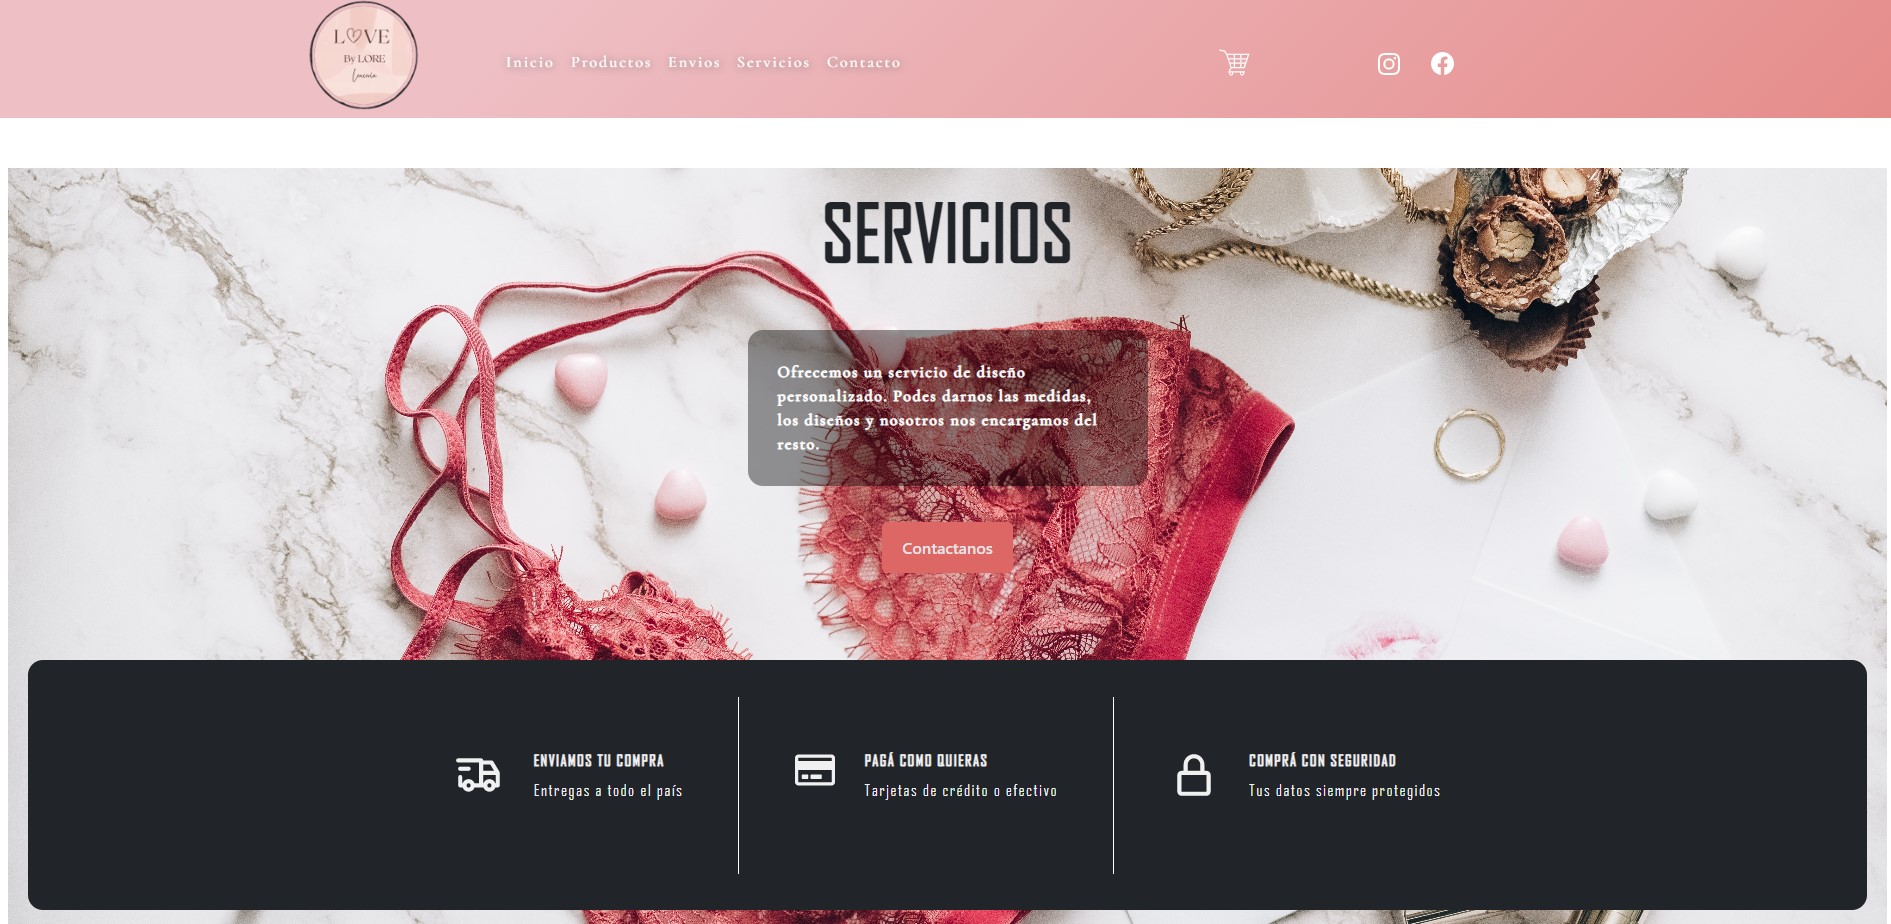 LOVE
By LORE
Lencería
Inicio Productos Envios Servicios Contacto
SERVICIOS
Ofrecemos un servicio de diseño
personalizado. Podes darnos las medidas,
los diseños y nosotros nos encargamos del
resto.
Contactanos
ENVIAMOS TU COMPRA
Entregas a todo el país
PAGÁ COMO QUIERAS
Tarjetas de crédito o efectivo
COMPRÁ CON SEGURIDAD
Tus datos siempre protegidos